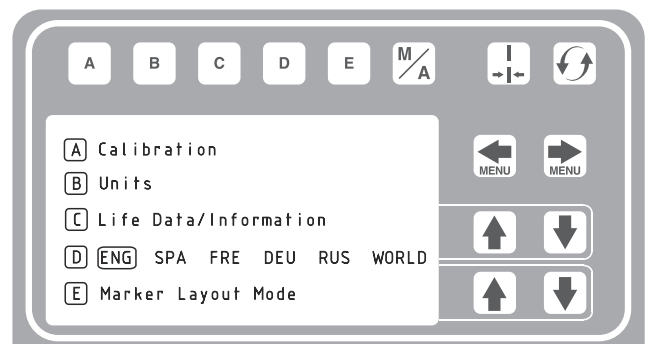 A B C D E M/A
MENU MENU
A Calibration
B Units
C Life Data/Information
D ENG SPA FRE DEU RUS WORLD
E Marker Layout Mode